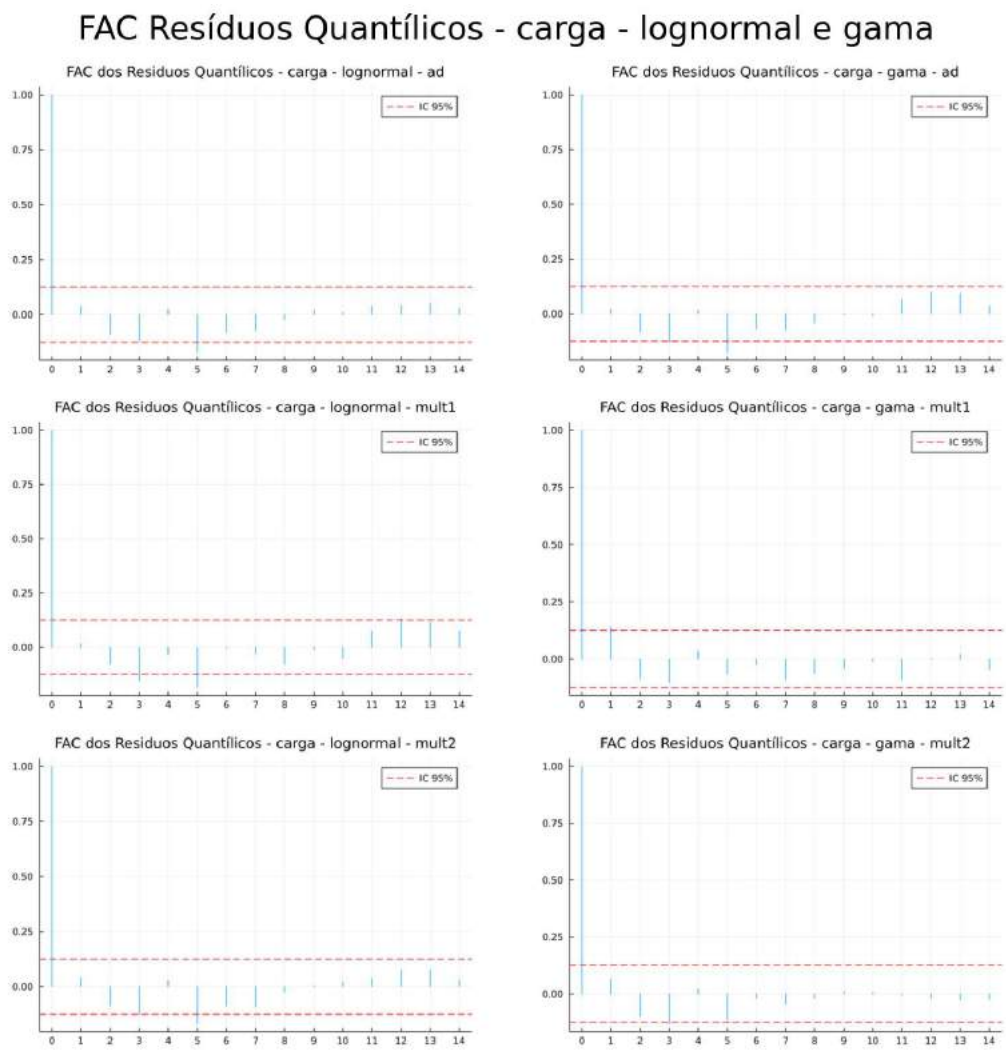 FAC Resíduos Quantílicos - carga - lognormal e gama
FAC dos Residuos Quantílicos - carga - lognormal - ad
1.00
0.75
0.50
0.25
0.00
IC 95%
0 1 2 3 4 5 6 7 8 9 10 11 12 13 14
FAC dos Residuos Quantílicos - carga - gama - ad
1.00
0.75
0.50
0.25
0.00
IC 95%
0 1 2 3 4 5 6 7 8 9 10 11 12 13 14
FAC dos Residuos Quantílicos - carga - lognormal - mult1
1.00
0.75
0.50
0.25
0.00
IC 95%
0 1 2 3 4 5 6 7 8 9 10 11 12 13 14
FAC dos Residuos Quantílicos - carga - gama - mult1
1.00
0.75
0.50
0.25
0.00
IC 95%
0 1 2 3 4 5 6 7 8 9 10 11 12 13 14
FAC dos Residuos Quantílicos - carga - lognormal - mult2
1.00
0.75
0.50
0.25
0.00
IC 95%
0 1 2 3 4 5 6 7 8 9 10 11 12 13 14
FAC dos Residuos Quantílicos - carga - gama - mult2
1.00
0.75
0.50
0.25
0.00
IC 95%
0 1 2 3 4 5 6 7 8 9 10 11 12 13 14